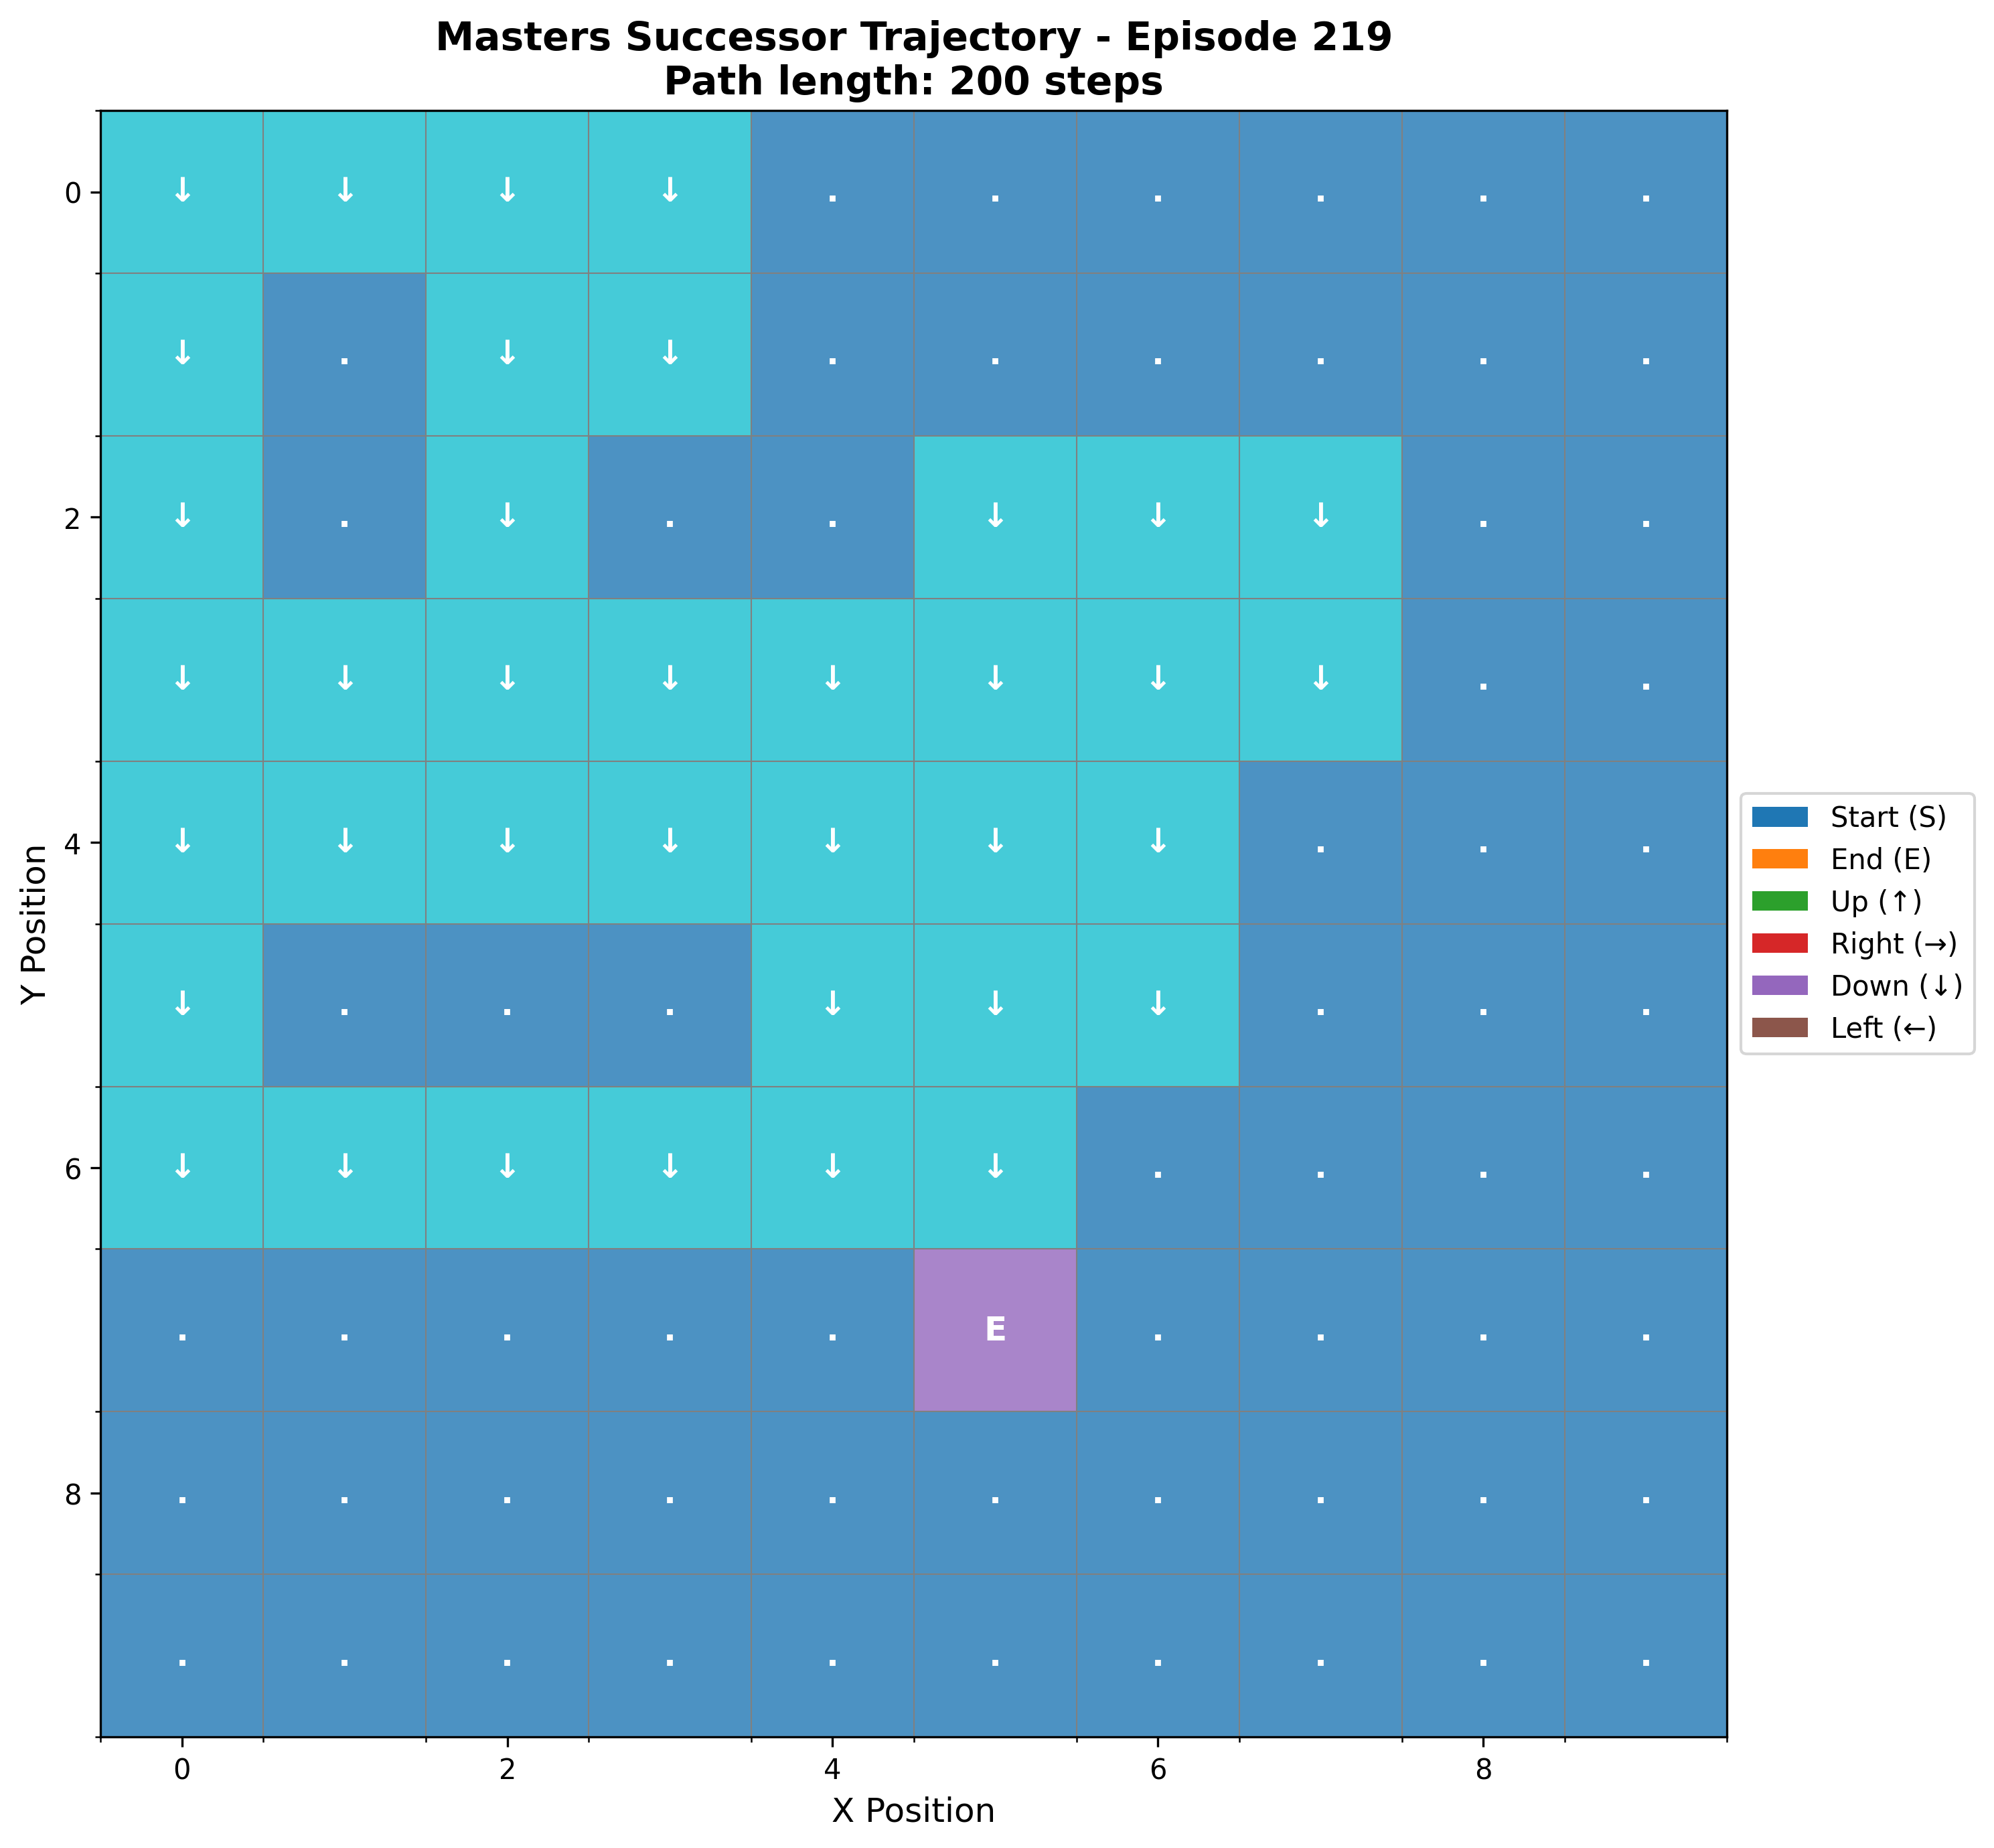 Masters Successor Trajectory - Episode 219
Path length: 200 steps
0 ↓ ↓ ↓ ↓ . . . . . .
↓ . ↓ ↓ . . . . . .
2 ↓ . ↓ . . ↓ ↓ ↓ . .
↓ ↓ ↓ ↓ ↓ ↓ ↓ ↓ . .
4 ↓ ↓ ↓ ↓ ↓ ↓ ↓ . . .
↓ . . . ↓ ↓ ↓ . . .
6 ↓ ↓ ↓ ↓ ↓ ↓ . . . .
. . . . . E . . . .
8 . . . . . . . . . .
. . . . . . . . . .
0 2 4 6 8
X Position
Y Position
Start (S)
End (E)
Up (↑)
Right (→)
Down (↓)
Left (←)